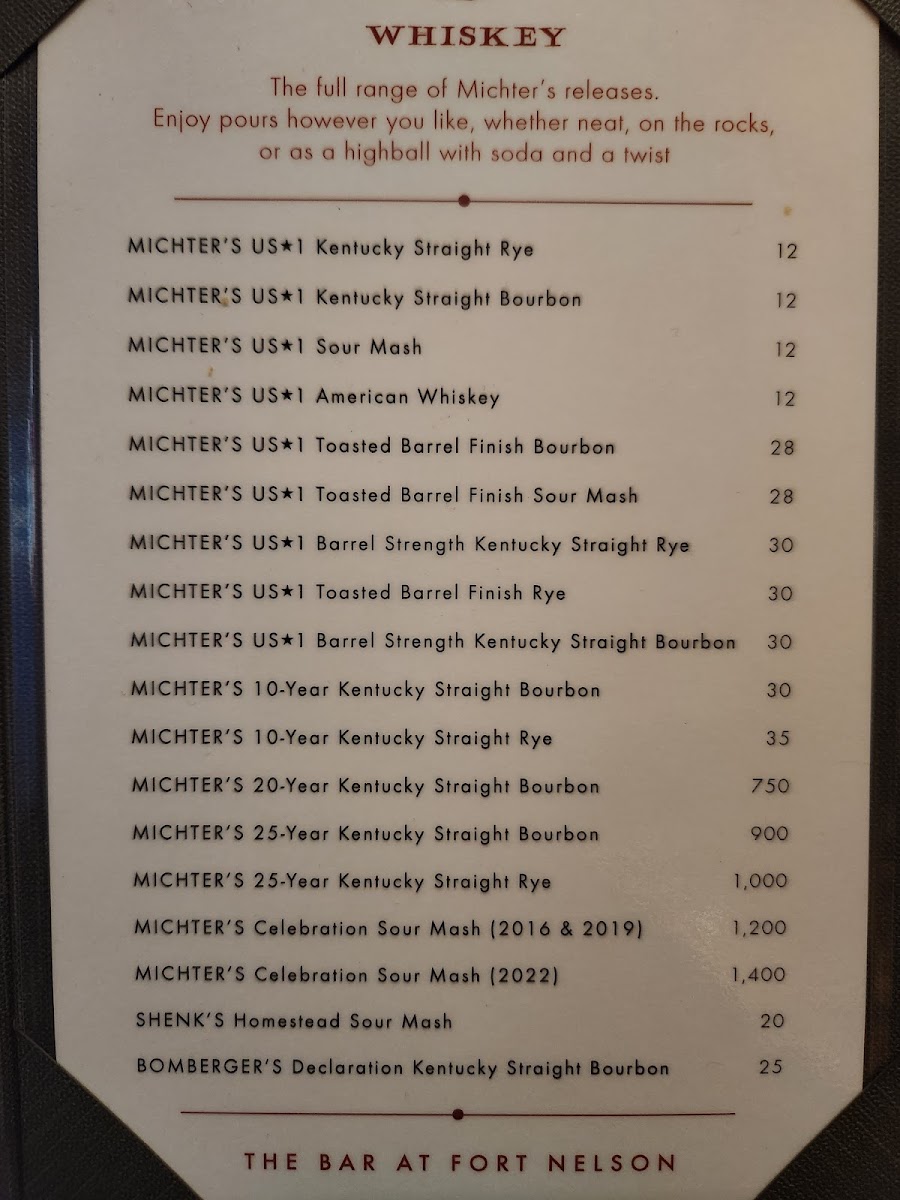 WHISKEY
The full range of Michter's releases.
Enjoy pours however you like, whether neat, on the rocks,
or as a highball with soda and a twist
MICHTER'S US★1 Kentucky Straight Rye 12
MICHTER'S US★1 Kentucky Straight Bourbon 12
MICHTER'S US★1 Sour Mash 12
MICHTER'S US★1 American Whiskey 12
MICHTER'S US★1 Toasted Barrel Finish Bourbon 28
MICHTER'S US★1 Toasted Barrel Finish Sour Mash 28
MICHTER'S US★1 Barrel Strength Kentucky Straight Rye 30
MICHTER'S US★1 Toasted Barrel Finish Rye 30
MICHTER'S US★1 Barrel Strength Kentucky Straight Bourbon 30
MICHTER'S 10-Year Kentucky Straight Bourbon 30
MICHTER'S 10-Year Kentucky Straight Rye 35
MICHTER'S 20-Year Kentucky Straight Bourbon 750
MICHTER'S 25-Year Kentucky Straight Bourbon 900
MICHTER'S 25-Year Kentucky Straight Rye 1,000
MICHTER'S Celebration Sour Mash (2016 & 2019) 1,200
MICHTER'S Celebration Sour Mash (2022) 1,400
SHENK'S Homestead Sour Mash 20
BOMBERGER'S Declaration Kentucky Straight Bourbon 25
THE BAR AT FORT NELSON